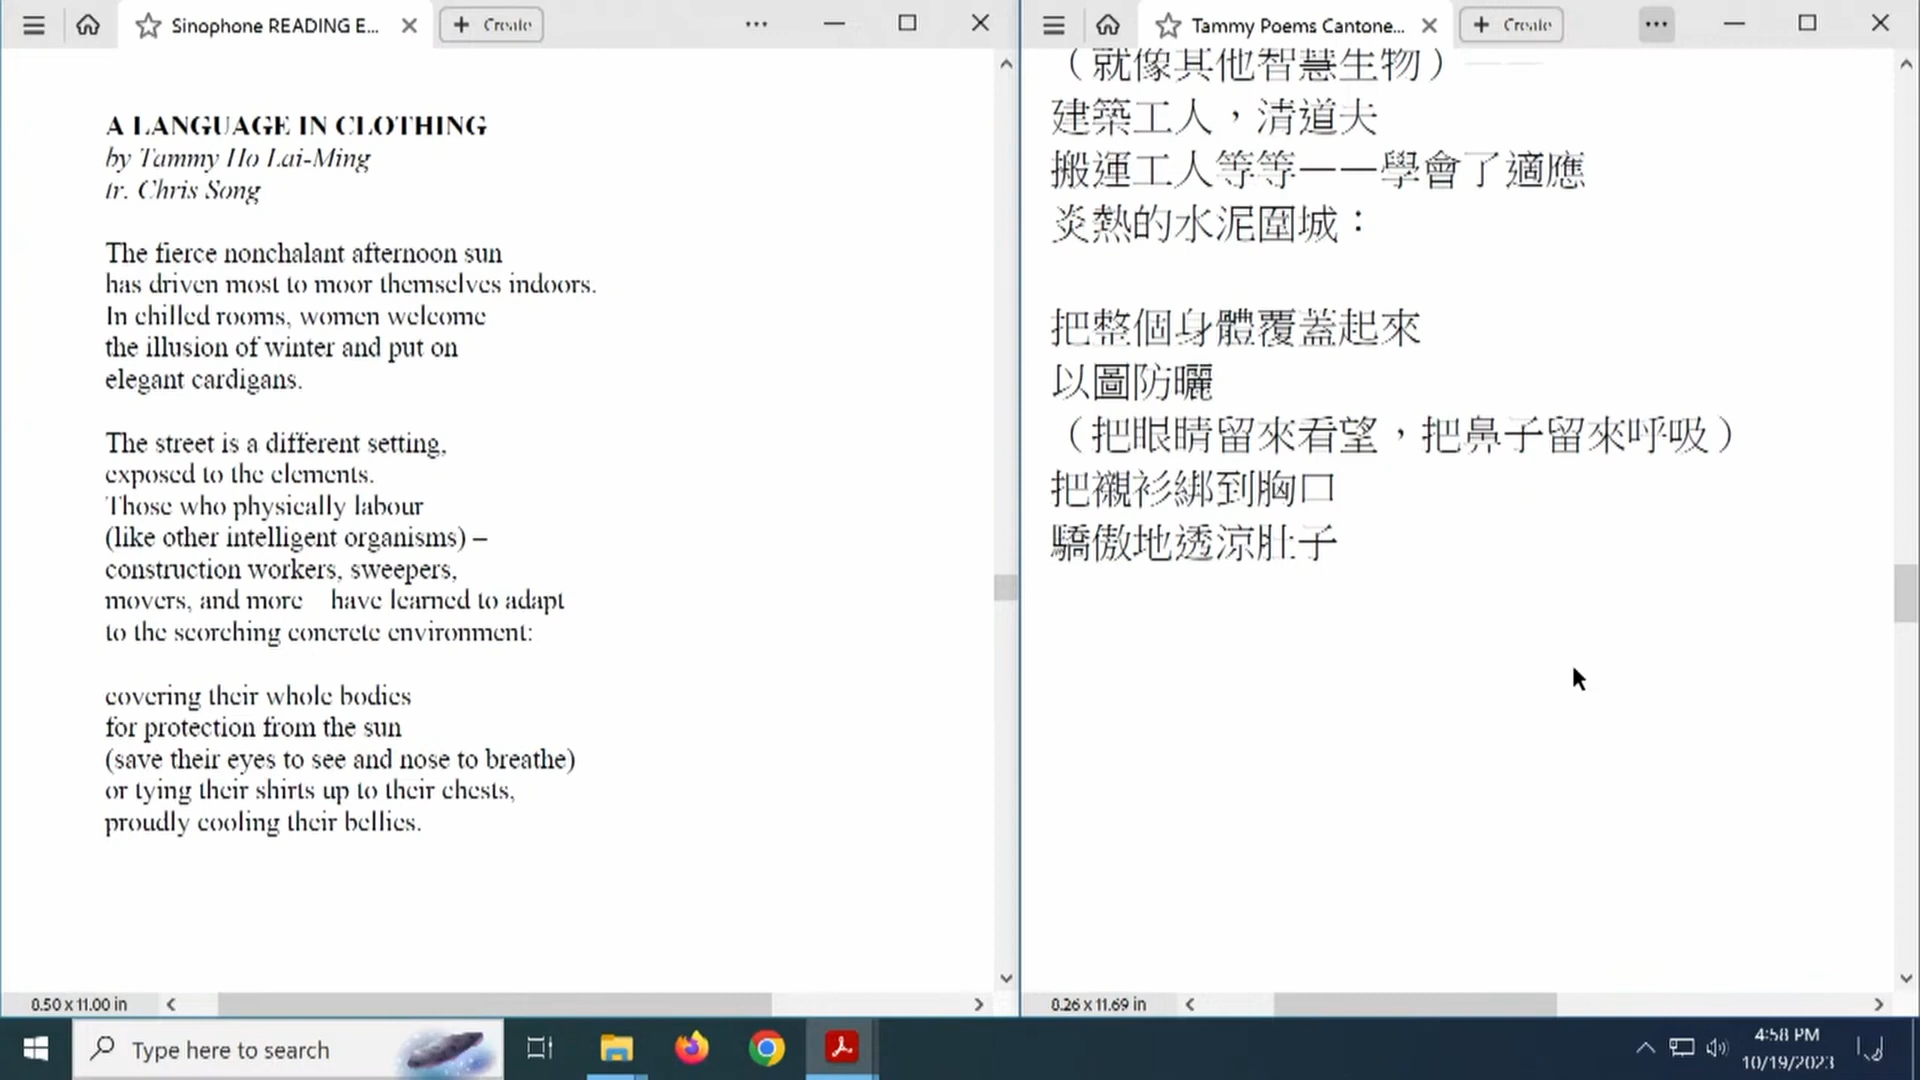 Sinophone READING E...
Create
A LANGUAGE IN CLOTHING
by Tammy Ho Lai-Ming
tr. Chris Song
The fierce nonchalant afternoon sun
has driven most to moor themselves indoors.
In chilled rooms, women welcome
the illusion of winter and put on
elegant cardigans.
The street is a different setting,
exposed to the elements.
Those who physically labour
(like other intelligent organisms) –
construction workers, sweepers,
movers, and more    have learned to adapt
to the scorching concrete environment:
covering their whole bodies
for protection from the sun
(save their eyes to see and nose to breathe)
or tying their shirts up to their chests,
proudly cooling their bellies.
8.50 x 11.00 in
Tammy Poems Cantone...
Create
（就像其他智慧生物）——
建築工人，清道夫
搬運工人等等——學會了適應
炎熱的水泥圍城：
把整個身體覆蓋起來
以圖防曬
（把眼睛留來看望，把鼻子留來呼吸）
把襯衫綁到胸口
驕傲地透涼肚子
8.26 x 11.69 in
Type here to search
4:58 PM
10/19/2023